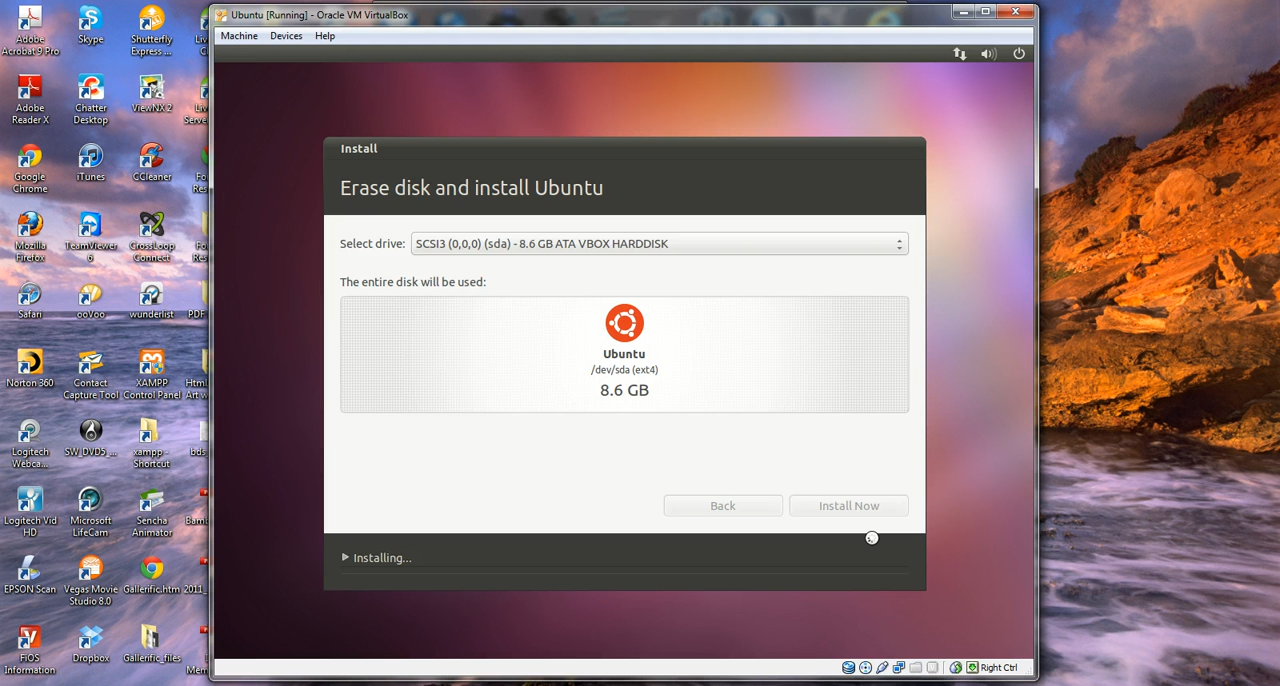 Ubuntu [Running] - Oracle VM VirtualBox
Machine Devices Help
Install
Erase disk and install Ubuntu
Select drive: SCSI3 (0,0,0) (sda) - 8.6 GB ATA VBOX HARDDISK
The entire disk will be used:
Ubuntu
/dev/sda (ext4)
8.6 GB
Back Install Now
Installing...
Right Ctrl
Adobe
Acrobat 9 Pro
Skype
Shutterfly
Express ...
Adobe
Reader X
Chatter
Desktop
ViewNX 2
Google
Chrome
iTunes
CCleaner
Mozilla
Firefox
TeamViewer
6
CrossLoop
Connect
Safari
ooVoo
wunderlist
PDF
Norton 360
Contact
Capture Tool
XAMPP
Control Panel
Html
Art w
Logitech
Webca...
SW_DVD5_...
xampp -
Shortcut
bds
Logitech Vid
HD
Microsoft
LifeCam
Sencha
Animator
EPSON Scan
Vegas Movie
Studio 8.0
Gallerific.htm
2011_
FiOS
Information
Dropbox
Gallerific_files